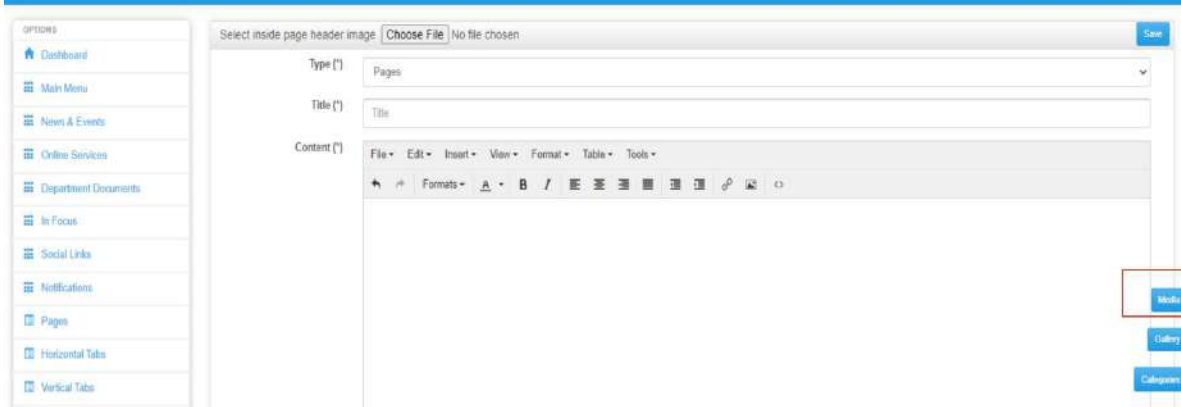 OPTIONS
Dashboard
Main Menu
News & Events
Online Services
Department Documents
In Focus
Social Links
Notifications
Pages
Horizontal Tabs
Vertical Tabs
Select inside page header image Choose File No file chosen
Save
Type (*)
Pages
Title (*)
Title
Content (*)
File Edit Insert View Format Table Tools
Formats A B I
Media
Gallery
Categories